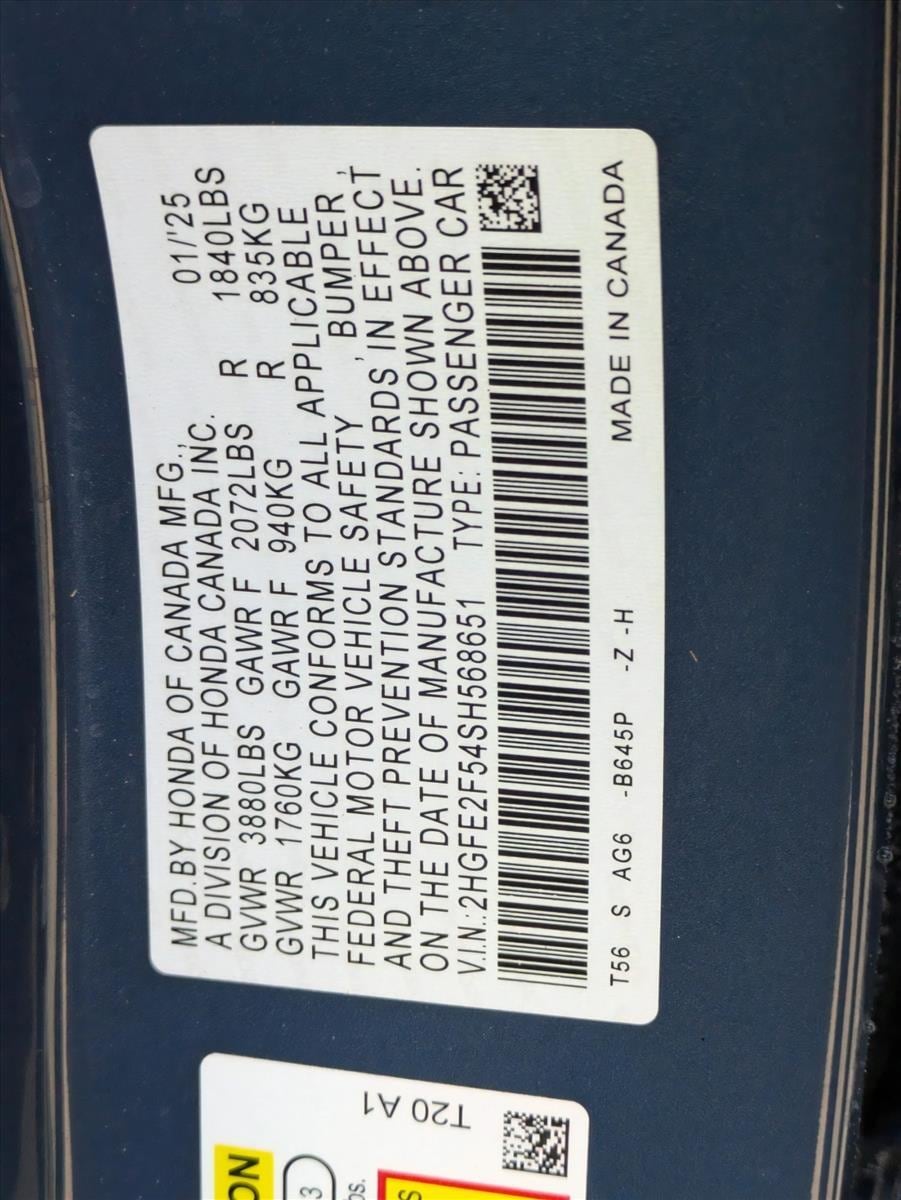 MFD.BY HONDA OF CANADA MFG., 01/'25
A DIVISION OF HONDA CANADA INC.
GVWR 3880LBS GAWR F 2072LBS R 1840LBS
GVWR 1760KG GAWR F 940KG R 835KG
THIS VEHICLE CONFORMS TO ALL APPLICABLE
FEDERAL MOTOR VEHICLE SAFETY , BUMPER ,
AND THEFT PREVENTION STANDARDS IN EFFECT
ON THE DATE OF MANUFACTURE SHOWN ABOVE.
V.I.N.:2HGFE2F54SH568651 TYPE: PASSENGER CAR
T56 S AG6 -B645P -Z -H MADE IN CANADA
T20 A1
ON
3
bs.
S